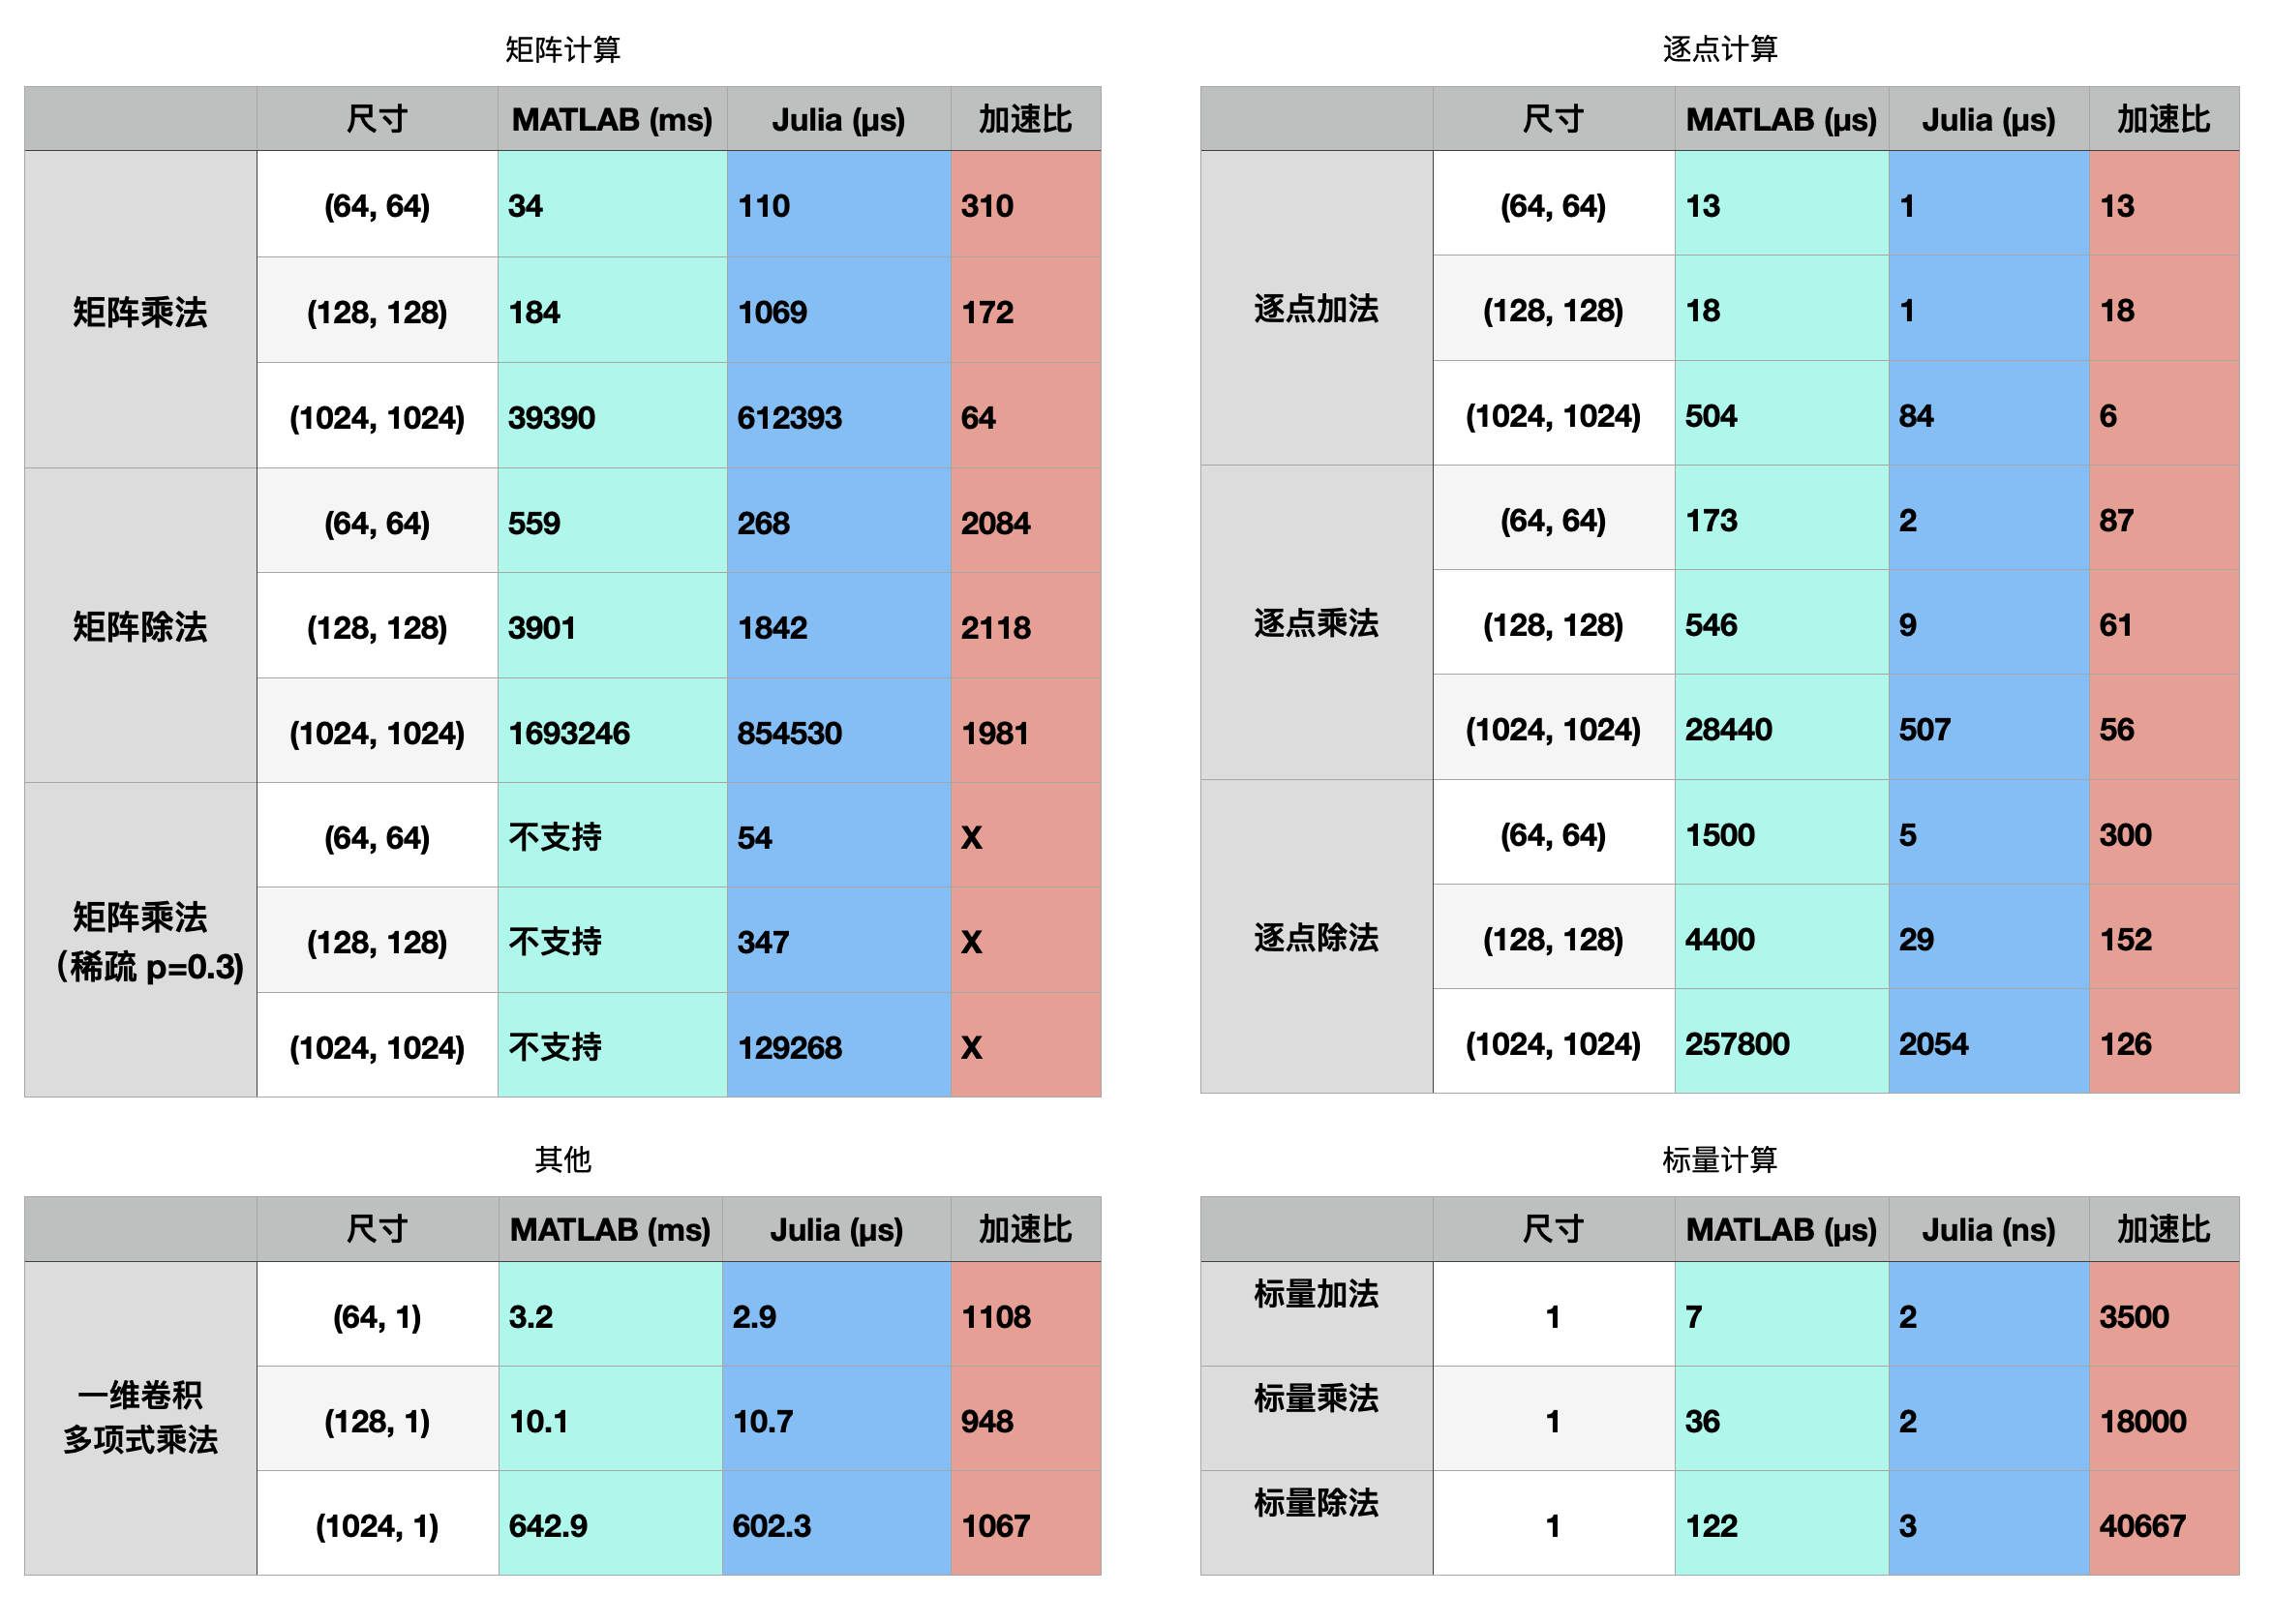 矩阵计算
尺寸 MATLAB (ms) Julia (µs) 加速比
矩阵乘法
(64, 64) 34 110 310
(128, 128) 184 1069 172
(1024, 1024) 39390 612393 64
矩阵除法
(64, 64) 559 268 2084
(128, 128) 3901 1842 2118
(1024, 1024) 1693246 854530 1981
矩阵乘法
（稀疏 p=0.3)
(64, 64) 不支持 54 X
(128, 128) 不支持 347 X
(1024, 1024) 不支持 129268 X
逐点计算
尺寸 MATLAB (µs) Julia (µs) 加速比
逐点加法
(64, 64) 13 1 13
(128, 128) 18 1 18
(1024, 1024) 504 84 6
逐点乘法
(64, 64) 173 2 87
(128, 128) 546 9 61
(1024, 1024) 28440 507 56
逐点除法
(64, 64) 1500 5 300
(128, 128) 4400 29 152
(1024, 1024) 257800 2054 126
其他
尺寸 MATLAB (ms) Julia (µs) 加速比
一维卷积
多项式乘法
(64, 1) 3.2 2.9 1108
(128, 1) 10.1 10.7 948
(1024, 1) 642.9 602.3 1067
标量计算
尺寸 MATLAB (µs) Julia (ns) 加速比
标量加法 1 7 2 3500
标量乘法 1 36 2 18000
标量除法 1 122 3 40667